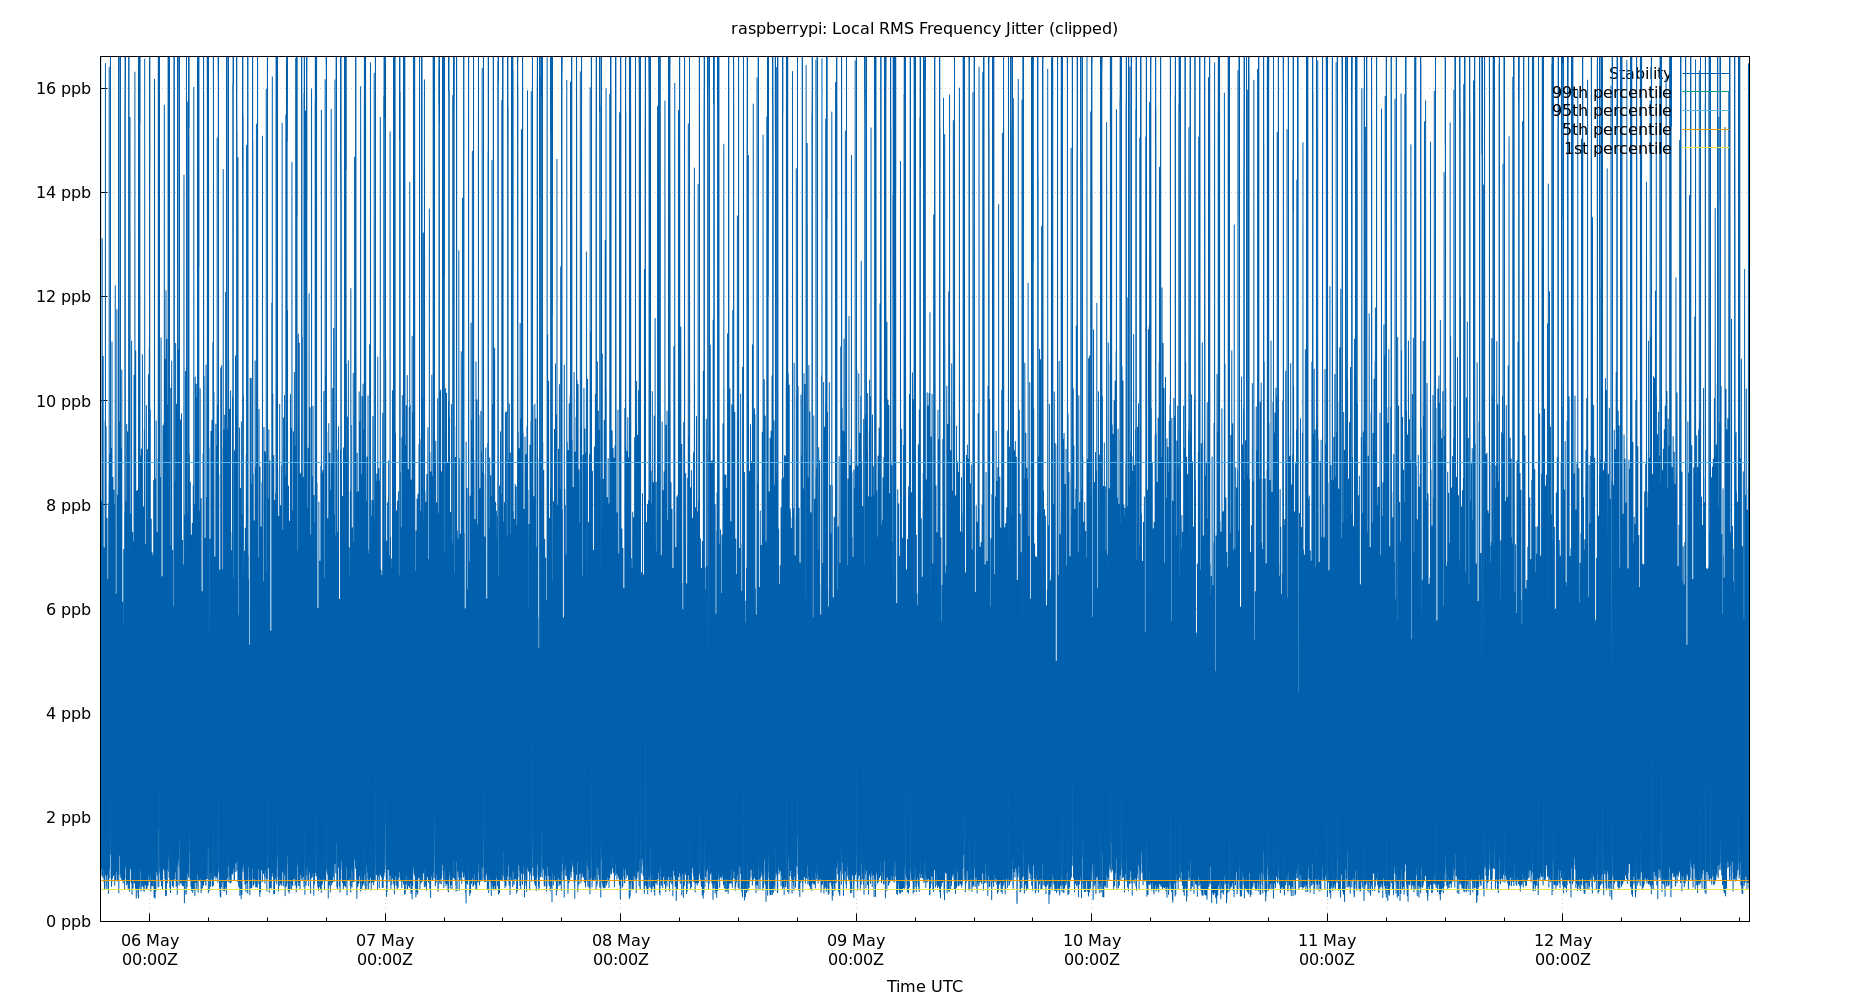 raspberrypi: Local RMS Frequency Jitter (clipped)
16 ppb
14 ppb
12 ppb
10 ppb
8 ppb
6 ppb
4 ppb
2 ppb
0 ppb
Stability
99th percentile
95th percentile
5th percentile
1st percentile
06 May
00:00Z
07 May
00:00Z
08 May
00:00Z
09 May
00:00Z
10 May
00:00Z
11 May
00:00Z
12 May
00:00Z
Time UTC